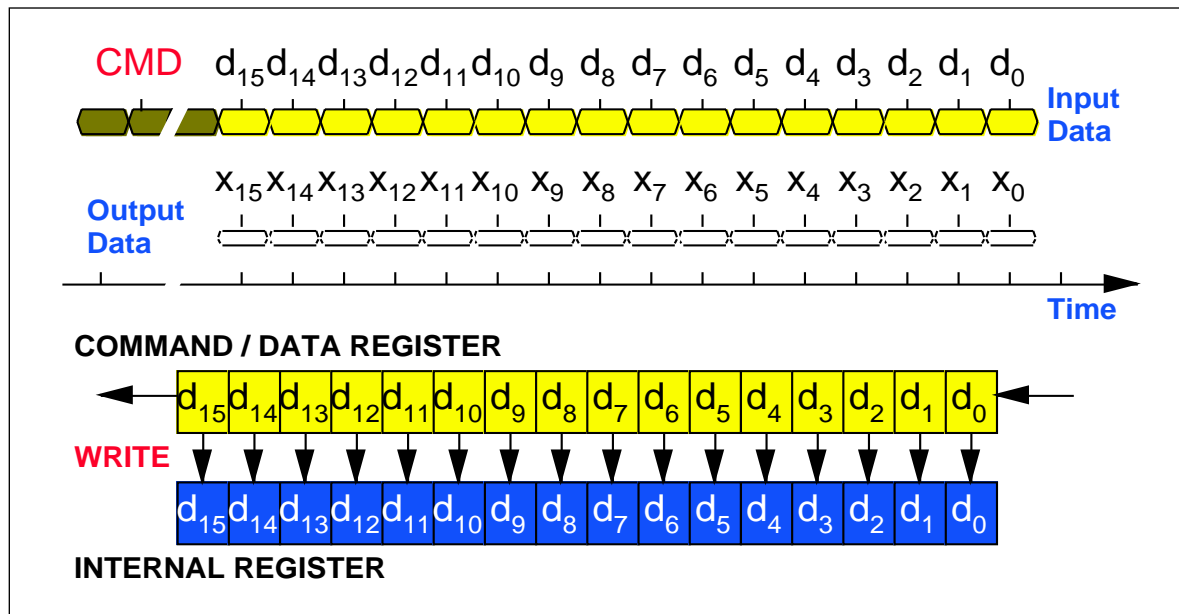 CMD d15 d14 d13 d12 d11 d10 d9 d8 d7 d6 d5 d4 d3 d2 d1 d0
Input
Data
x15 x14 x13 x12 x11 x10 x9 x8 x7 x6 x5 x4 x3 x2 x1 x0
Output
Data
Time
COMMAND / DATA REGISTER
d15 d14 d13 d12 d11 d10 d9 d8 d7 d6 d5 d4 d3 d2 d1 d0
WRITE
d15 d14 d13 d12 d11 d10 d9 d8 d7 d6 d5 d4 d3 d2 d1 d0
INTERNAL REGISTER